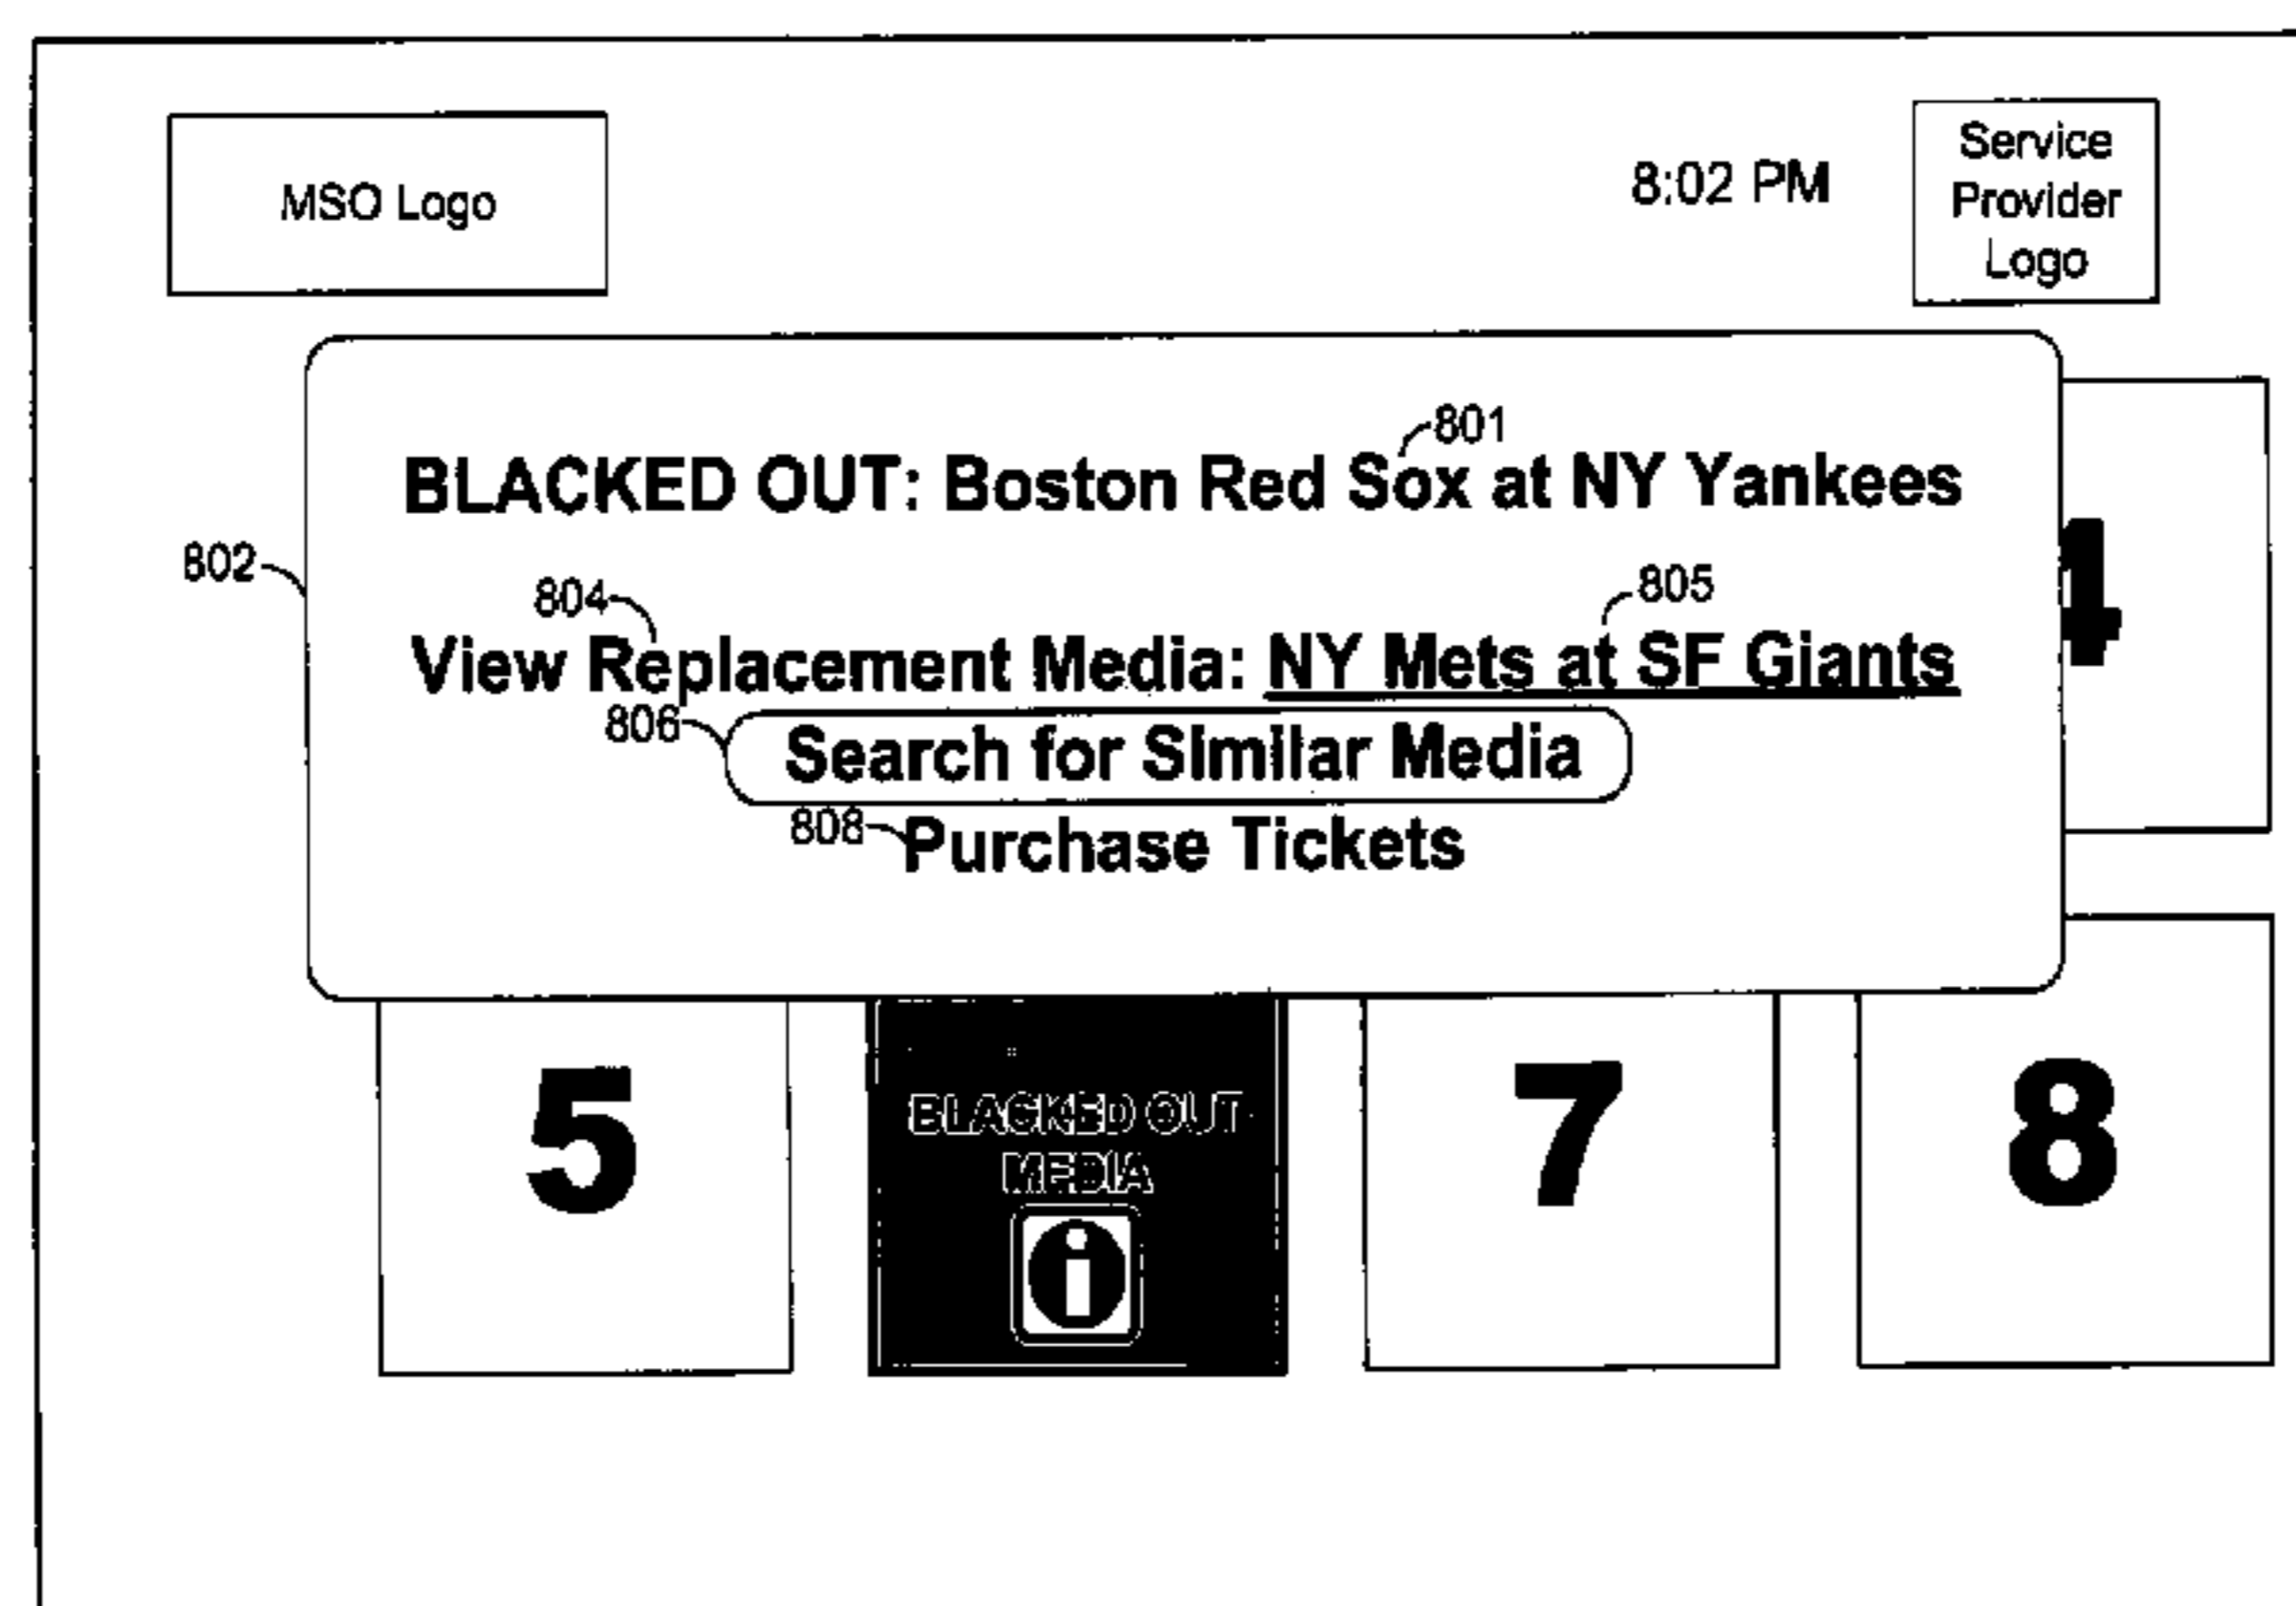 MSO Logo
8:02 PM
Service
Provider
Logo
801
BLACKED OUT: Boston Red Sox at NY Yankees
802
804
805
View Replacement Media: NY Mets at SF Giants
806
Search for Similar Media
808
Purchase Tickets
4
5
BLACKED OUT
MEDIA
i
7
8